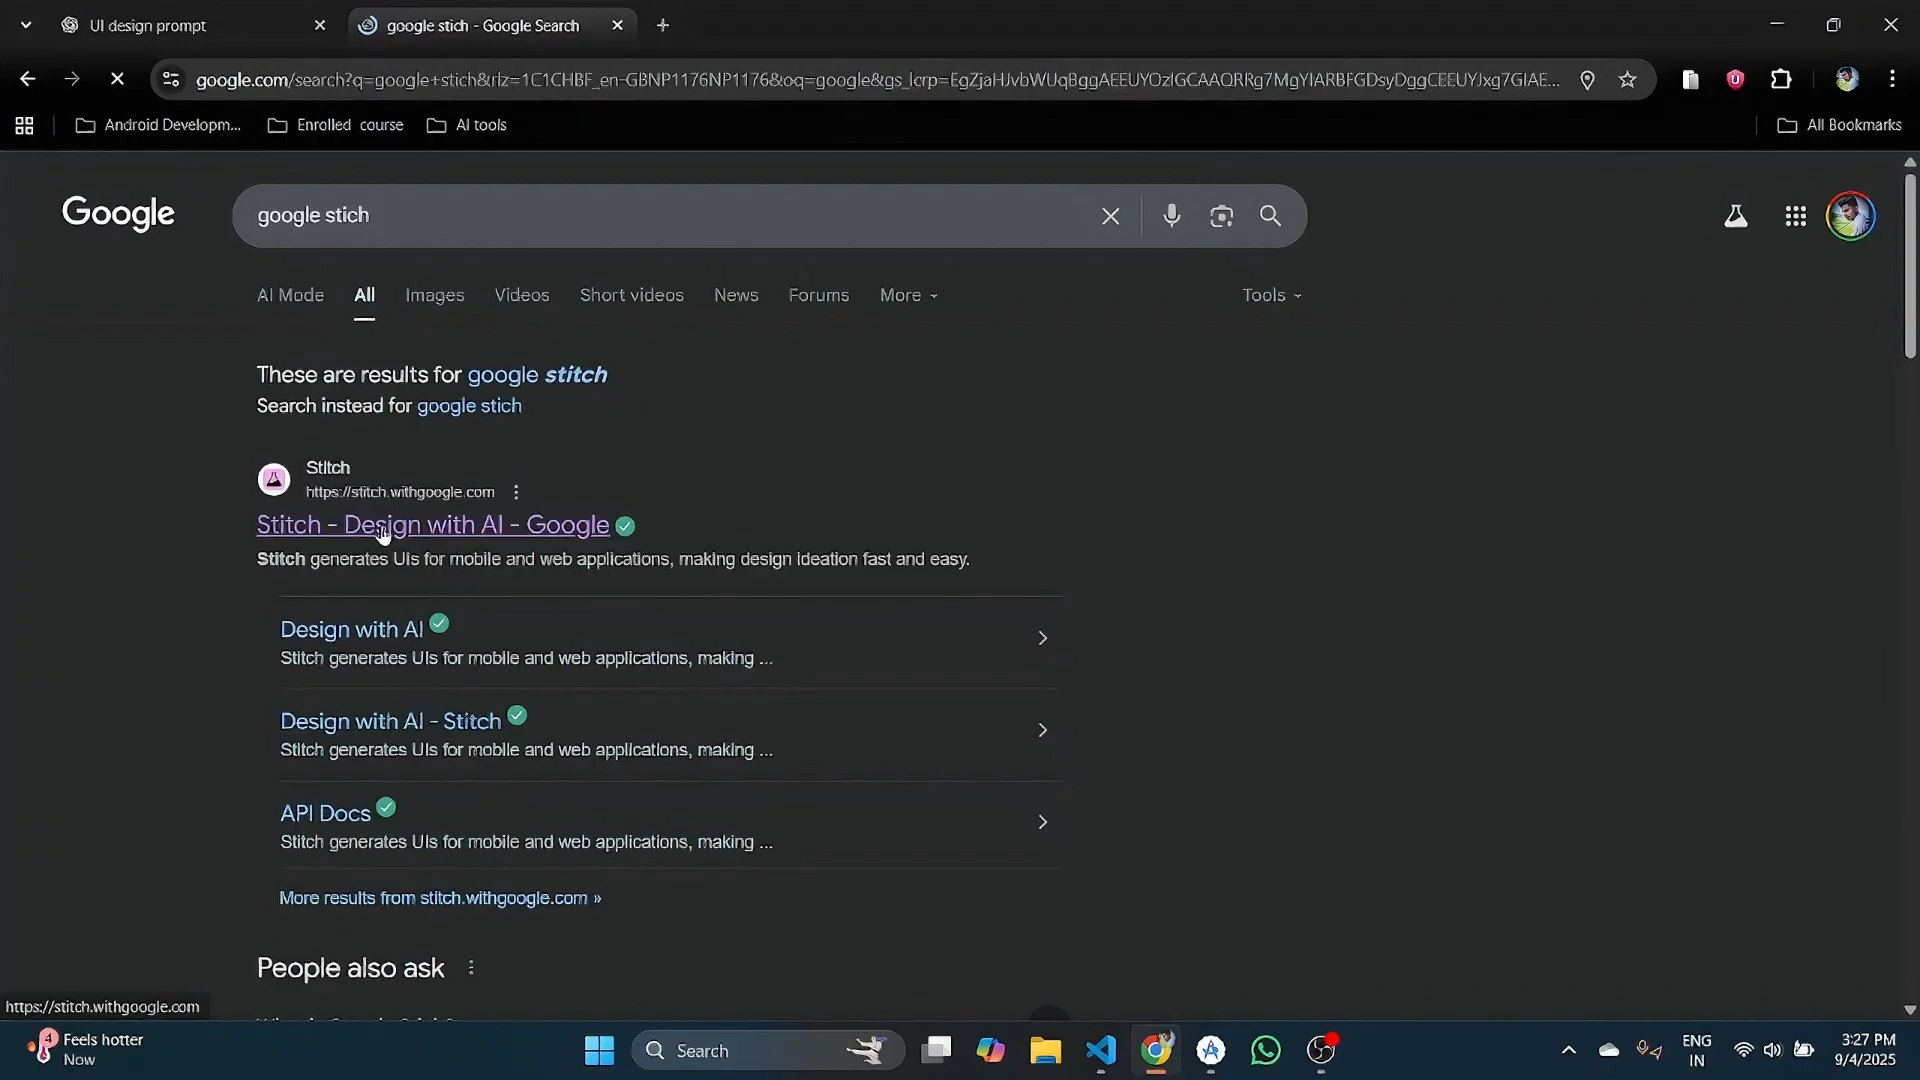 UI design prompt
google stich - Google Search
google.com/search?q=google+stich&rlz=1C1CHBF_en-GBNP1176NP1176&oq=google&gs_lcrp=EgZjaHJvbWUqBggAEEUYOzIGCAAQRRg7MgYIARBFGDsyDggCEEUYJxg7GIAE...
Android Developm...
Enrolled course
AI tools
All Bookmarks
Google
google stich
AI Mode
All
Images
Videos
Short videos
News
Forums
More
Tools
These are results for google stitch
Search instead for google stich
Stitch
https://stitch.withgoogle.com
Stitch - Design with AI - Google
Stitch generates UIs for mobile and web applications, making design ideation fast and easy.
Design with AI
Stitch generates UIs for mobile and web applications, making ...
Design with AI - Stitch
Stitch generates UIs for mobile and web applications, making ...
API Docs
Stitch generates UIs for mobile and web applications, making ...
More results from stitch.withgoogle.com »
People also ask
https://stitch.withgoogle.com
4
Feels hotter
Now
Search
ENG
IN
3:27 PM
9/4/2025